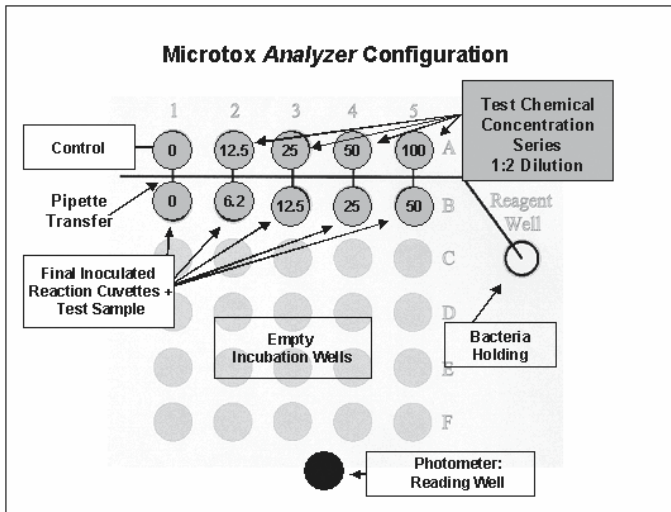 Microtox Analyzer Configuration
1 2 3 4 5
Control
0 12.5 25 50 100 A
Test Chemical
Concentration
Series
1:2 Dilution
Pipette
Transfer
0 6.2 12.5 25 50 B
Reagent
Well
C
Final Inoculated
Reaction Cuvettes +
Test Sample
D
Empty
Incubation Wells
Bacteria
Holding
E
F
Photometer:
Reading Well